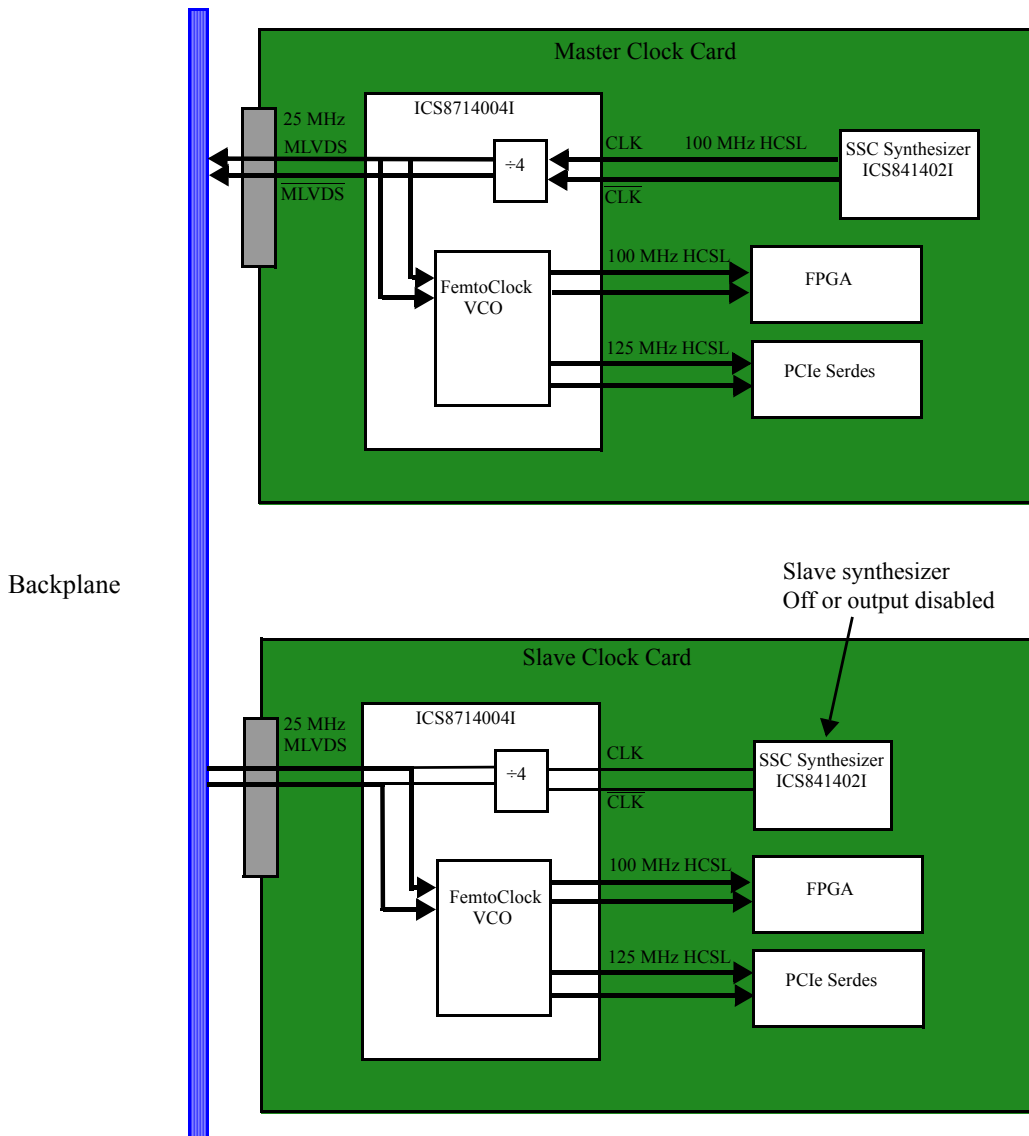 Master Clock Card
ICS8714004I
25 MHz
MLVDS
MLVDS
÷4
CLK
100 MHz HCSL
CLK
SSC Synthesizer
ICS841402I
FemtoClock
VCO
100 MHz HCSL
FPGA
125 MHz HCSL
PCIe Serdes
Backplane
Slave synthesizer
Off or output disabled
Slave Clock Card
ICS8714004I
25 MHz
MLVDS
÷4
CLK
CLK
SSC Synthesizer
ICS841402I
FemtoClock
VCO
100 MHz HCSL
FPGA
125 MHz HCSL
PCIe Serdes